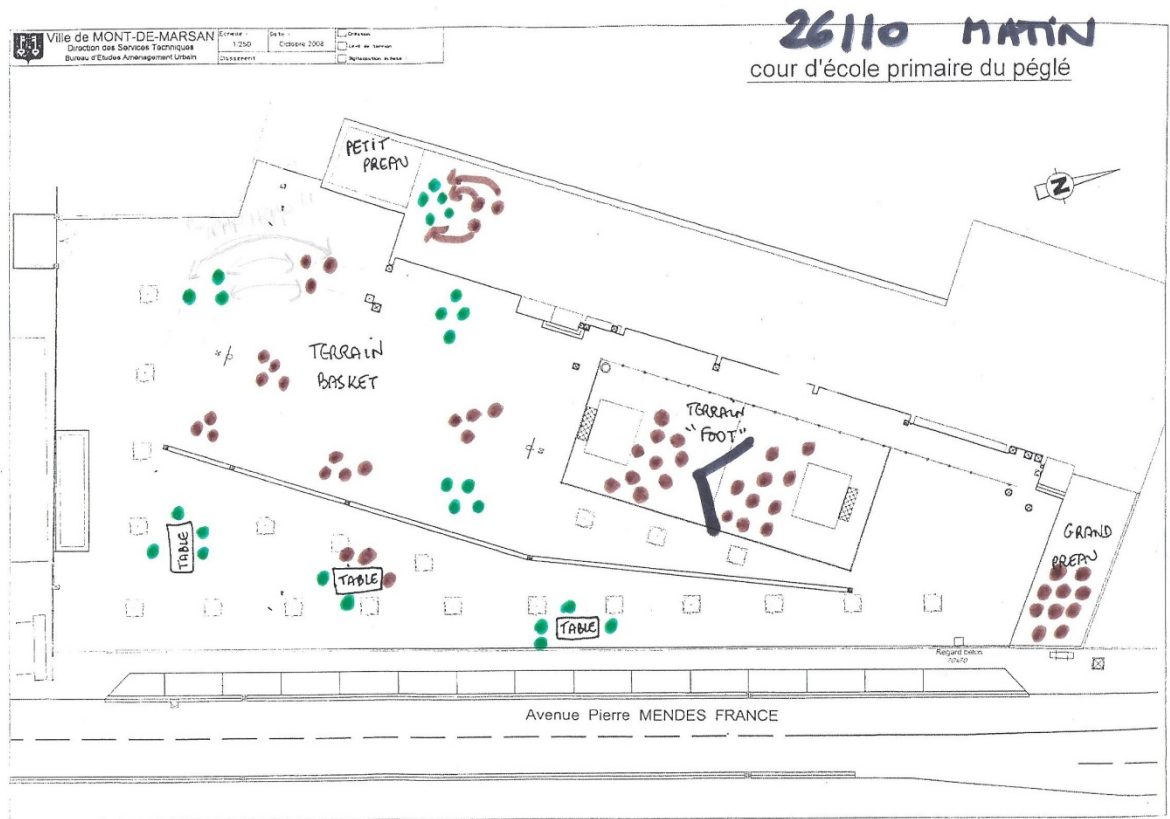 Ville de MONT-DE-MARSAN
Direction des Services Techniques
Bureau d'Etudes Aménagement Urbain
Echelle :
1/250
Date :
Octobre 2008
Classement
26/10 MATIN
cour d'école primaire du péglé
PETIT
PREAU
N
TERRAIN
BASKET
TERRAIN
"FOOT"
GRAND
PREAU
TABLE
TABLE
TABLE
Regard béton
70x70
Avenue Pierre MENDES FRANCE